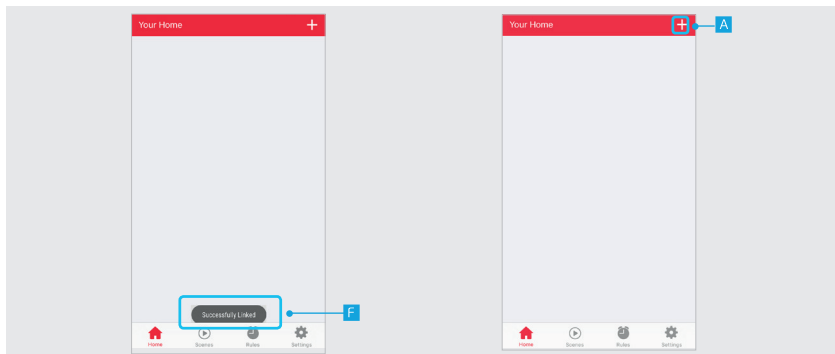 Your Home +
Successfully Linked
F
Home Scenes Rules Settings
Your Home +
A
Home Scenes Rules Settings